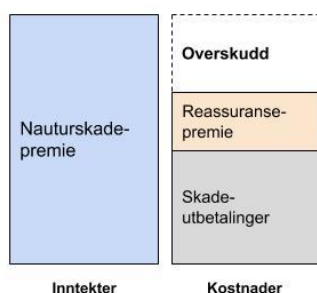 Nauturskade-
premie
Overskudd
Reassuranse-
premie
Skade-
utbetalinger
Inntekter
Kostnader